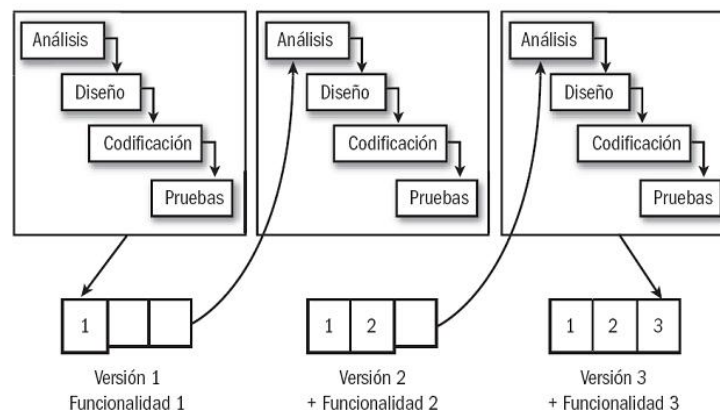 Análisis
Diseño
Codificación
Pruebas
Análisis
Diseño
Codificación
Pruebas
Análisis
Diseño
Codificación
Pruebas
1
1 2
1 2 3
Versión 1
Funcionalidad 1
Versión 2
+ Funcionalidad 2
Versión 3
+ Funcionalidad 3